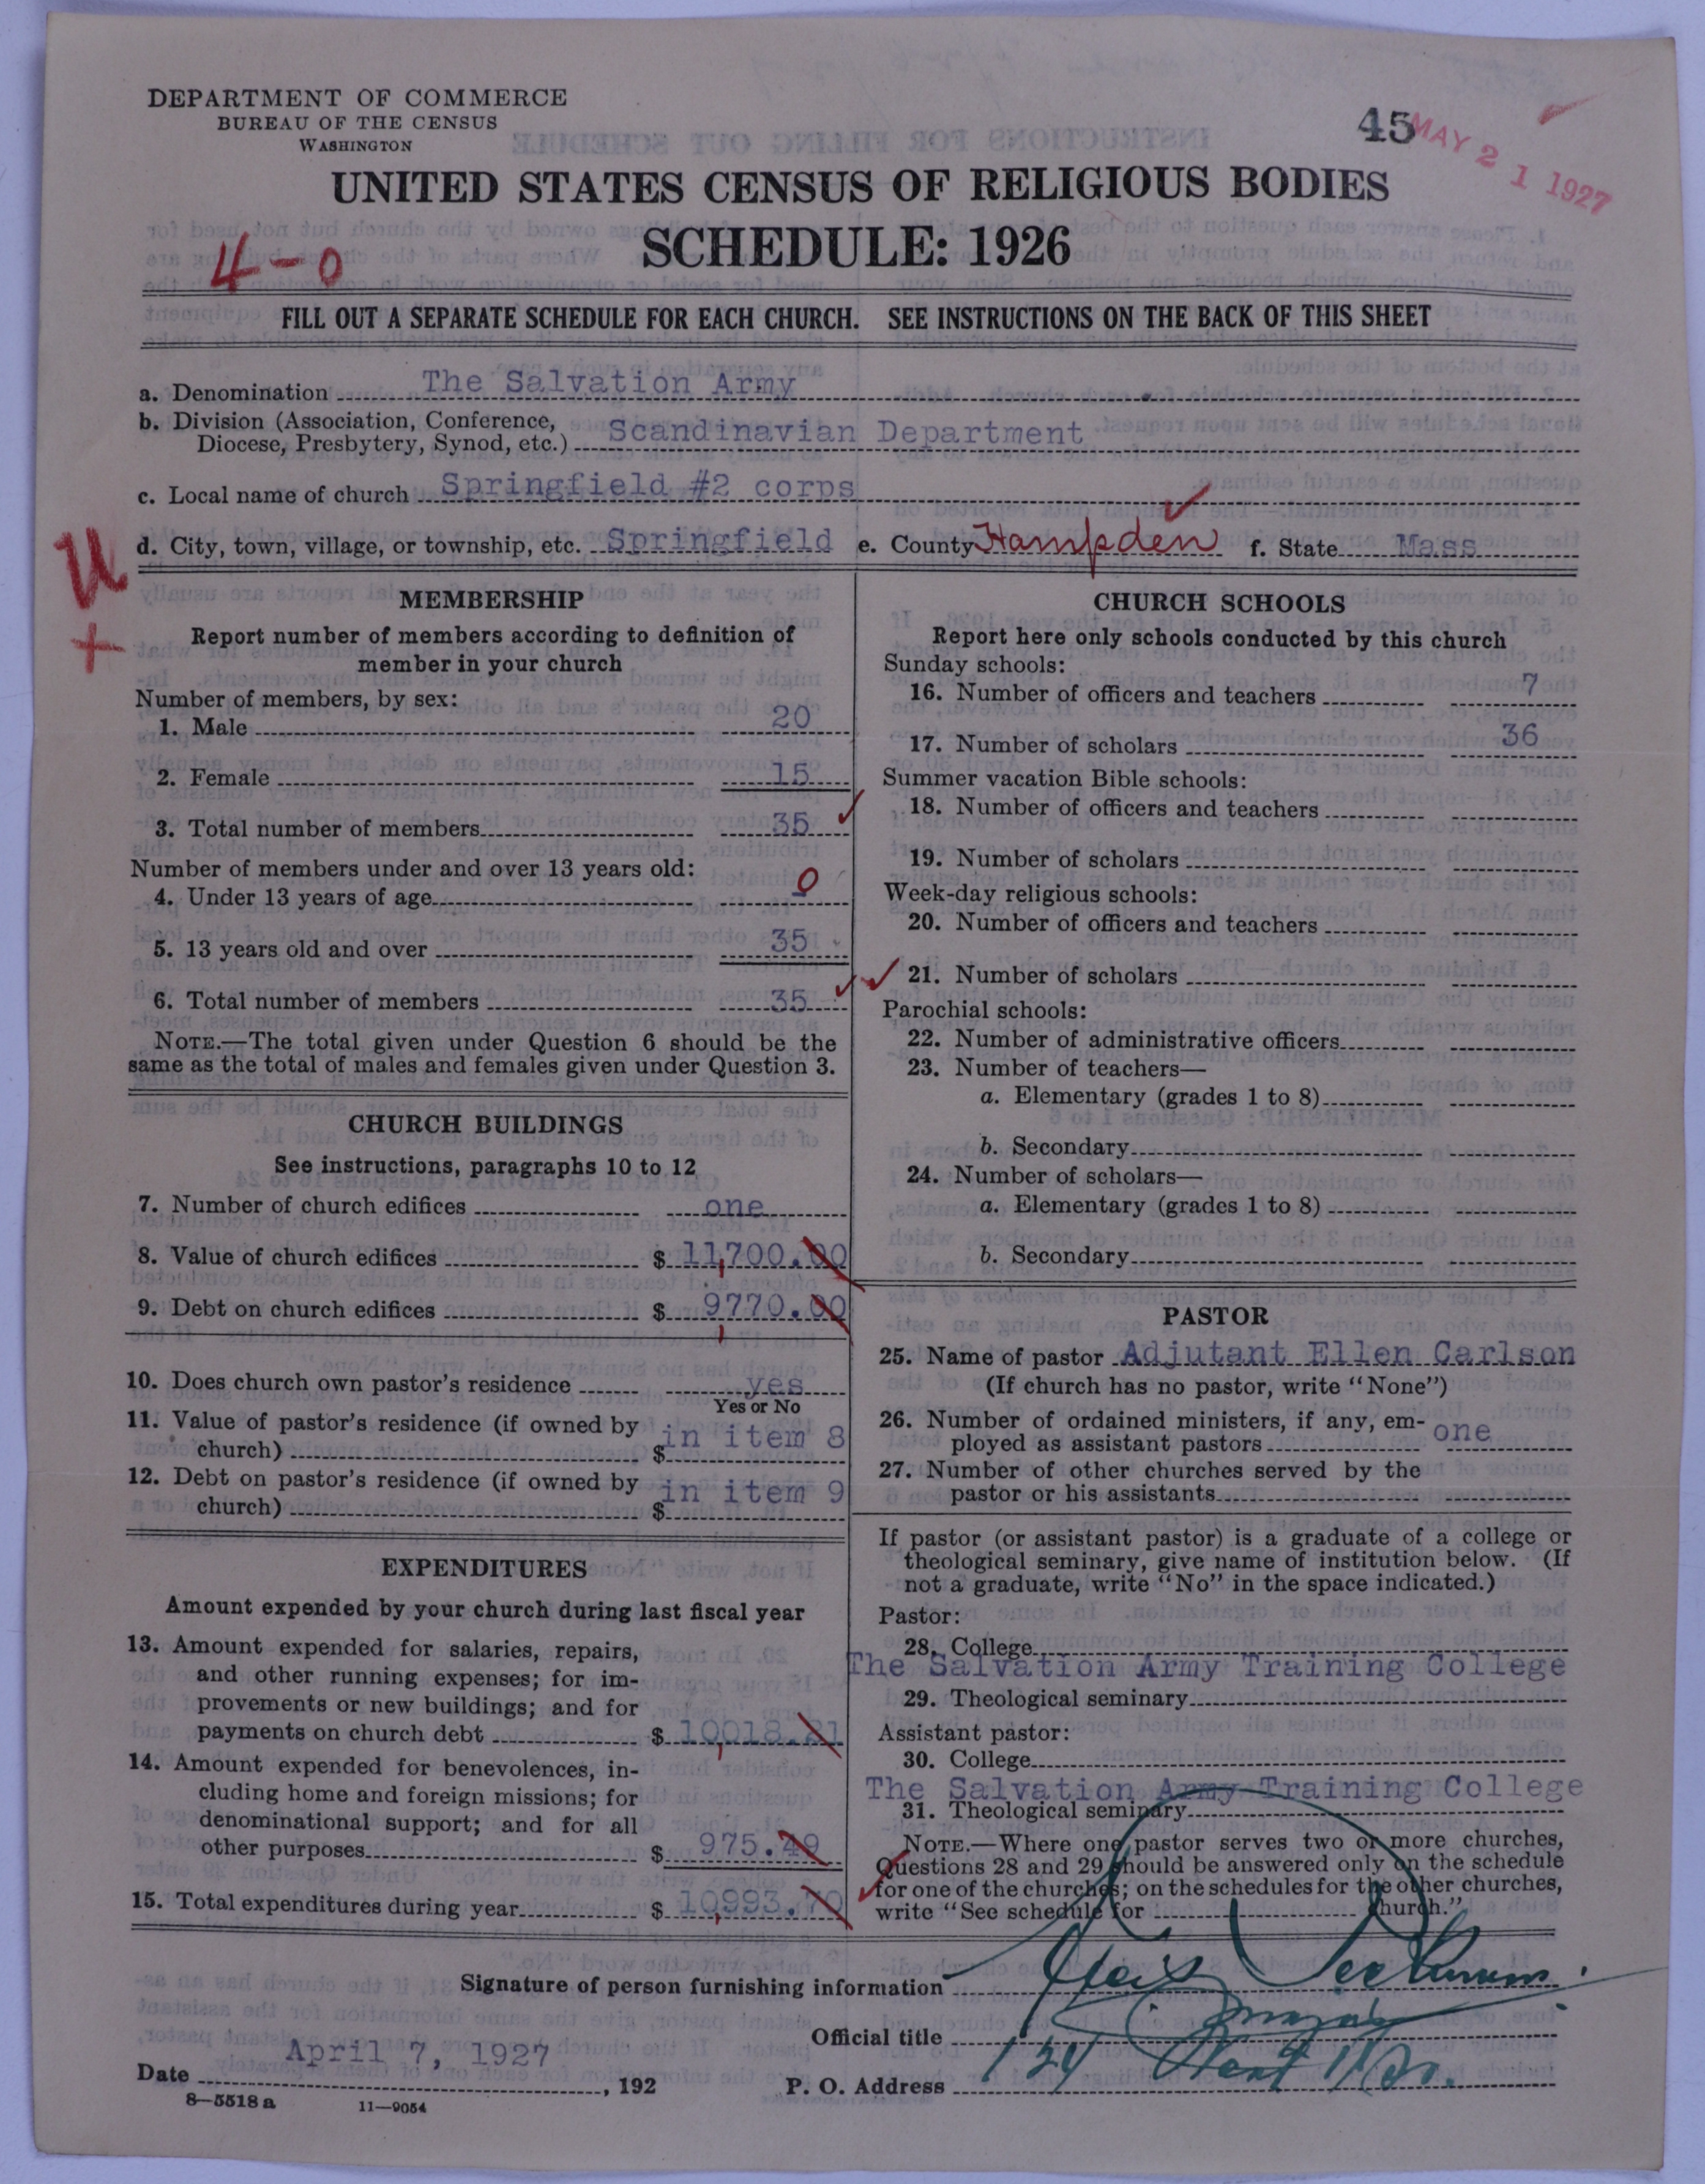 DEPARTMENT OF COMMERCE
BUREAU OF THE CENSUS
WASHINGTON
45
MAY 21 1927
UNITED STATES CENSUS OF RELIGIOUS BODIES
SCHEDULE: 1926
4-0
FILL OUT A SEPARATE SCHEDULE FOR EACH CHURCH. SEE INSTRUCTIONS ON THE BACK OF THIS SHEET
a. Denomination The Salvation Army
b. Division (Association, Conference,
Diocese, Presbytery, Synod, etc.) Scandinavian Department
c. Local name of church Springfield #2 corps
d. City, town, village, or township, etc. Springfield e. County Hampden f. State Mass
U
+
MEMBERSHIP
Report number of members according to definition of
member in your church
Number of members, by sex:
1. Male 20
2. Female 15
3. Total number of members 35
Number of members under and over 13 years old:
4. Under 13 years of age 0
5. 13 years old and over 35
6. Total number of members 35
NOTE.—The total given under Question 6 should be the
same as the total of males and females given under Question 3.
CHURCH BUILDINGS
See instructions, paragraphs 10 to 12
7. Number of church edifices one
8. Value of church edifices $ 11,700.00
9. Debt on church edifices $ 9770.00
10. Does church own pastor's residence yes
Yes or No
11. Value of pastor's residence (if owned by
church) $ in item 8
12. Debt on pastor's residence (if owned by
church) $ in item 9
EXPENDITURES
Amount expended by your church during last fiscal year
13. Amount expended for salaries, repairs,
and other running expenses; for im-
provements or new buildings; and for
payments on church debt $ 10,018.21
14. Amount expended for benevolences, in-
cluding home and foreign missions; for
denominational support; and for all
other purposes $ 975.49
15. Total expenditures during year $ 10,993.70
CHURCH SCHOOLS
Report here only schools conducted by this church
Sunday schools:
16. Number of officers and teachers 7
17. Number of scholars 36
Summer vacation Bible schools:
18. Number of officers and teachers
19. Number of scholars
Week-day religious schools:
20. Number of officers and teachers
21. Number of scholars
Parochial schools:
22. Number of administrative officers
23. Number of teachers—
a. Elementary (grades 1 to 8)
b. Secondary
24. Number of scholars—
a. Elementary (grades 1 to 8)
b. Secondary
PASTOR
25. Name of pastor Adjutant Ellen Carlson
(If church has no pastor, write "None")
26. Number of ordained ministers, if any, em-
ployed as assistant pastors one
27. Number of other churches served by the
pastor or his assistants
If pastor (or assistant pastor) is a graduate of a college or
theological seminary, give name of institution below. (If
not a graduate, write "No" in the space indicated.)
Pastor:
28. College
The Salvation Army Training College
29. Theological seminary
Assistant pastor:
30. College
The Salvation Army Training College
31. Theological seminary
NOTE.—Where one pastor serves two or more churches,
Questions 28 and 29 should be answered only on the schedule
for one of the churches; on the schedules for the other churches,
write "See schedule for church."
Signature of person furnishing information
Official title
Date April 7, 1927, 192
P. O. Address 124
8—5518 a 11—9054